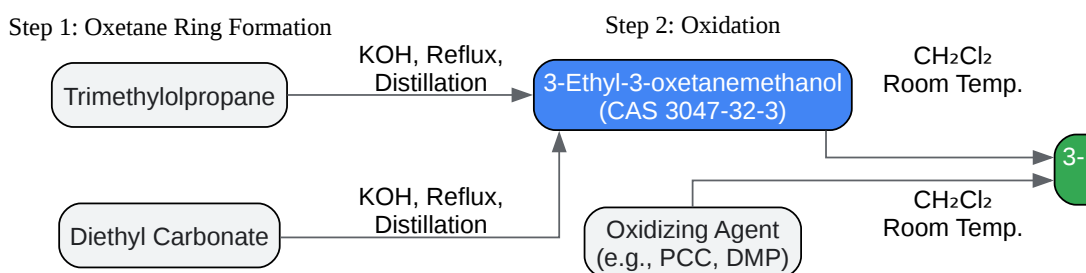 Step 1: Oxetane Ring Formation
Step 2: Oxidation
KOH, Reflux,
Distillation
Trimethylolpropane
3-Ethyl-3-oxetanemethanol
(CAS 3047-32-3)
CH₂Cl₂
Room Temp.
3-
KOH, Reflux,
Distillation
Diethyl Carbonate
Oxidizing Agent
(e.g., PCC, DMP)
CH₂Cl₂
Room Temp.